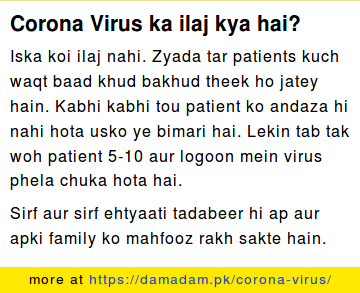 Corona Virus ka ilaj kya hai?
Iska koi ilaj nahi. Zyada tar patients kuch
waqt baad khud bakhud theek ho jatey
hain. Kabhi kabhi tou patient ko andaza hi
nahi hota usko ye bimari hai. Lekin tab tak
woh patient 5-10 aur logoon mein virus
phela chuka hota hai.
Sirf aur sirf ehtyaati tadabeer hi ap aur
apki family ko mahfooz rakh sakte hain.
more at https://damadam.pk/corona-virus/